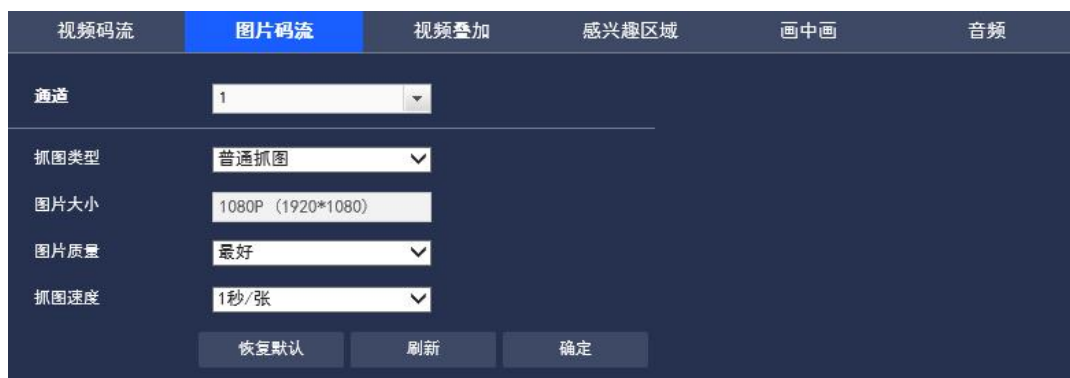 视频码流 图片码流 视频叠加 感兴趣区域 画中画 音频
通道 1
抓图类型 普通抓图
图片大小 1080P (1920*1080)
图片质量 最好
抓图速度 1秒/张
恢复默认 刷新 确定